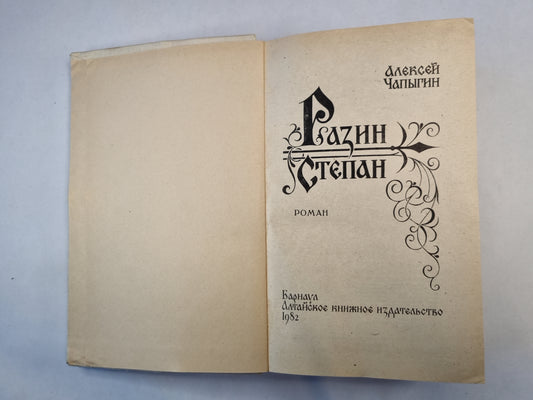 Алексей
Чапыгин
Разин
Степан
РОМАН
Барнаул
Алтайское книжное издательство
1982